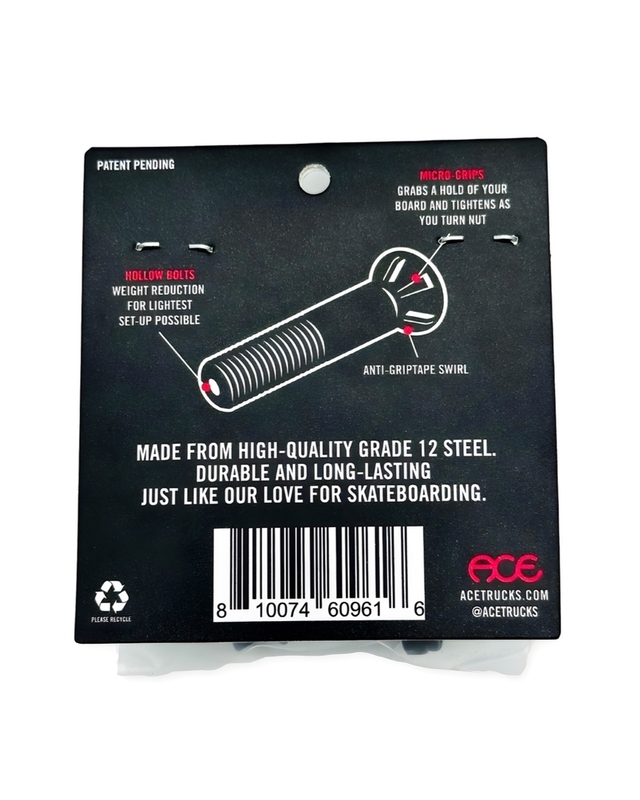 PATENT PENDING
MICRO-GRIPS
GRABS A HOLD OF YOUR
BOARD AND TIGHTENS AS
YOU TURN NUT
HOLLOW BOLTS
WEIGHT REDUCTION
FOR LIGHTEST
SET-UP POSSIBLE
ANTI-GRIPTAPE SWIRL
MADE FROM HIGH-QUALITY GRADE 12 STEEL.
DURABLE AND LONG-LASTING
JUST LIKE OUR LOVE FOR SKATEBOARDING.
8 10074 60961 6
PLEASE RECYCLE
ACE
ACETRUCKS.COM
@ACETRUCKS